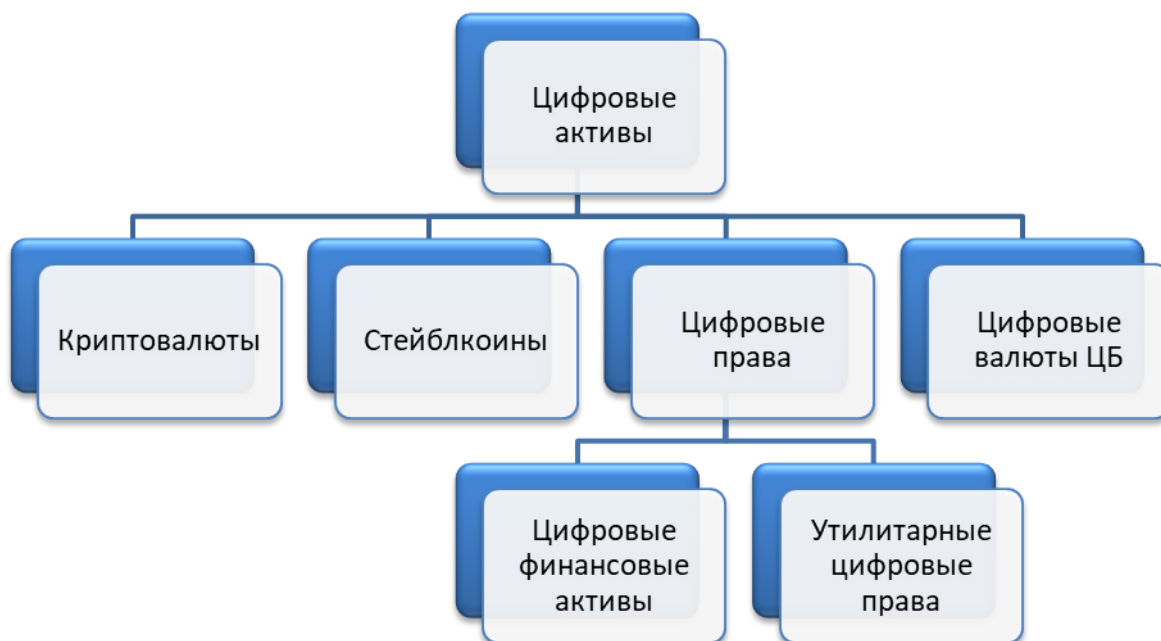 Цифровые
активы
Криптовалюты
Стейблкоины
Цифровые
права
Цифровые
валюты ЦБ
Цифровые
финансовые
активы
Утилитарные
цифровые
права